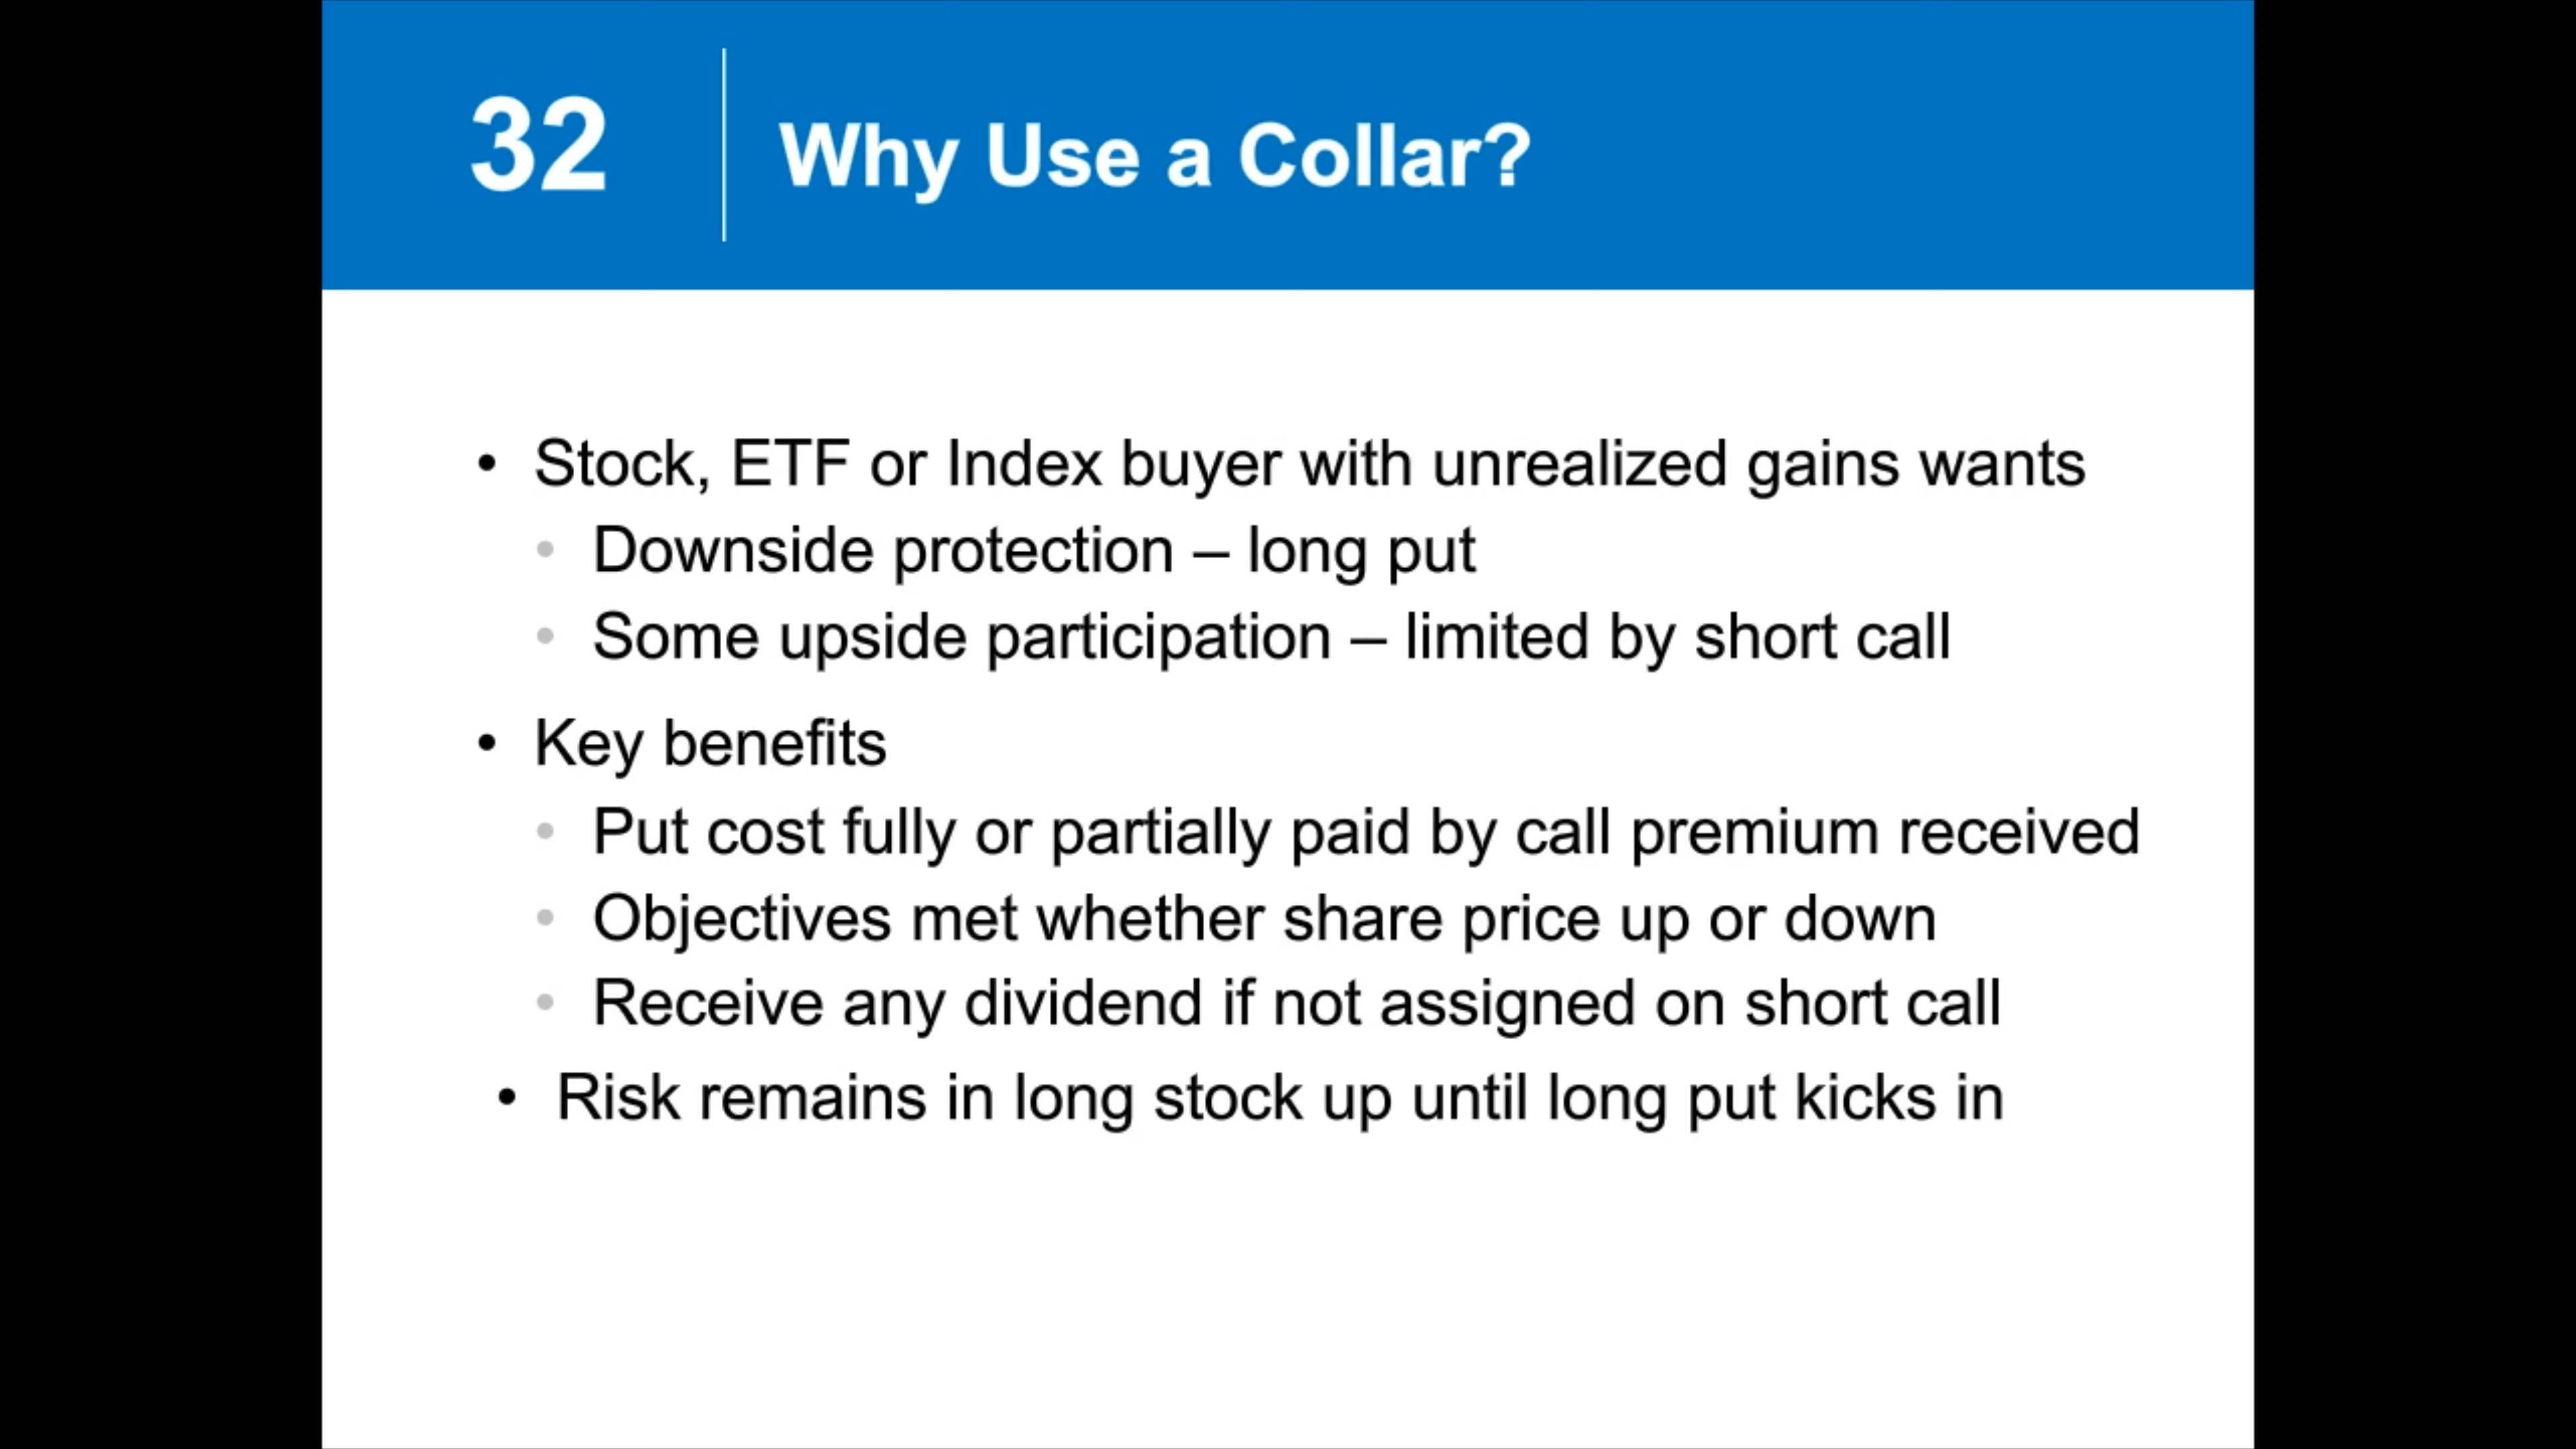 32
Why Use a Collar?
• Stock, ETF or Index buyer with unrealized gains wants
• Downside protection – long put
• Some upside participation – limited by short call
• Key benefits
• Put cost fully or partially paid by call premium received
• Objectives met whether share price up or down
• Receive any dividend if not assigned on short call
• Risk remains in long stock up until long put kicks in